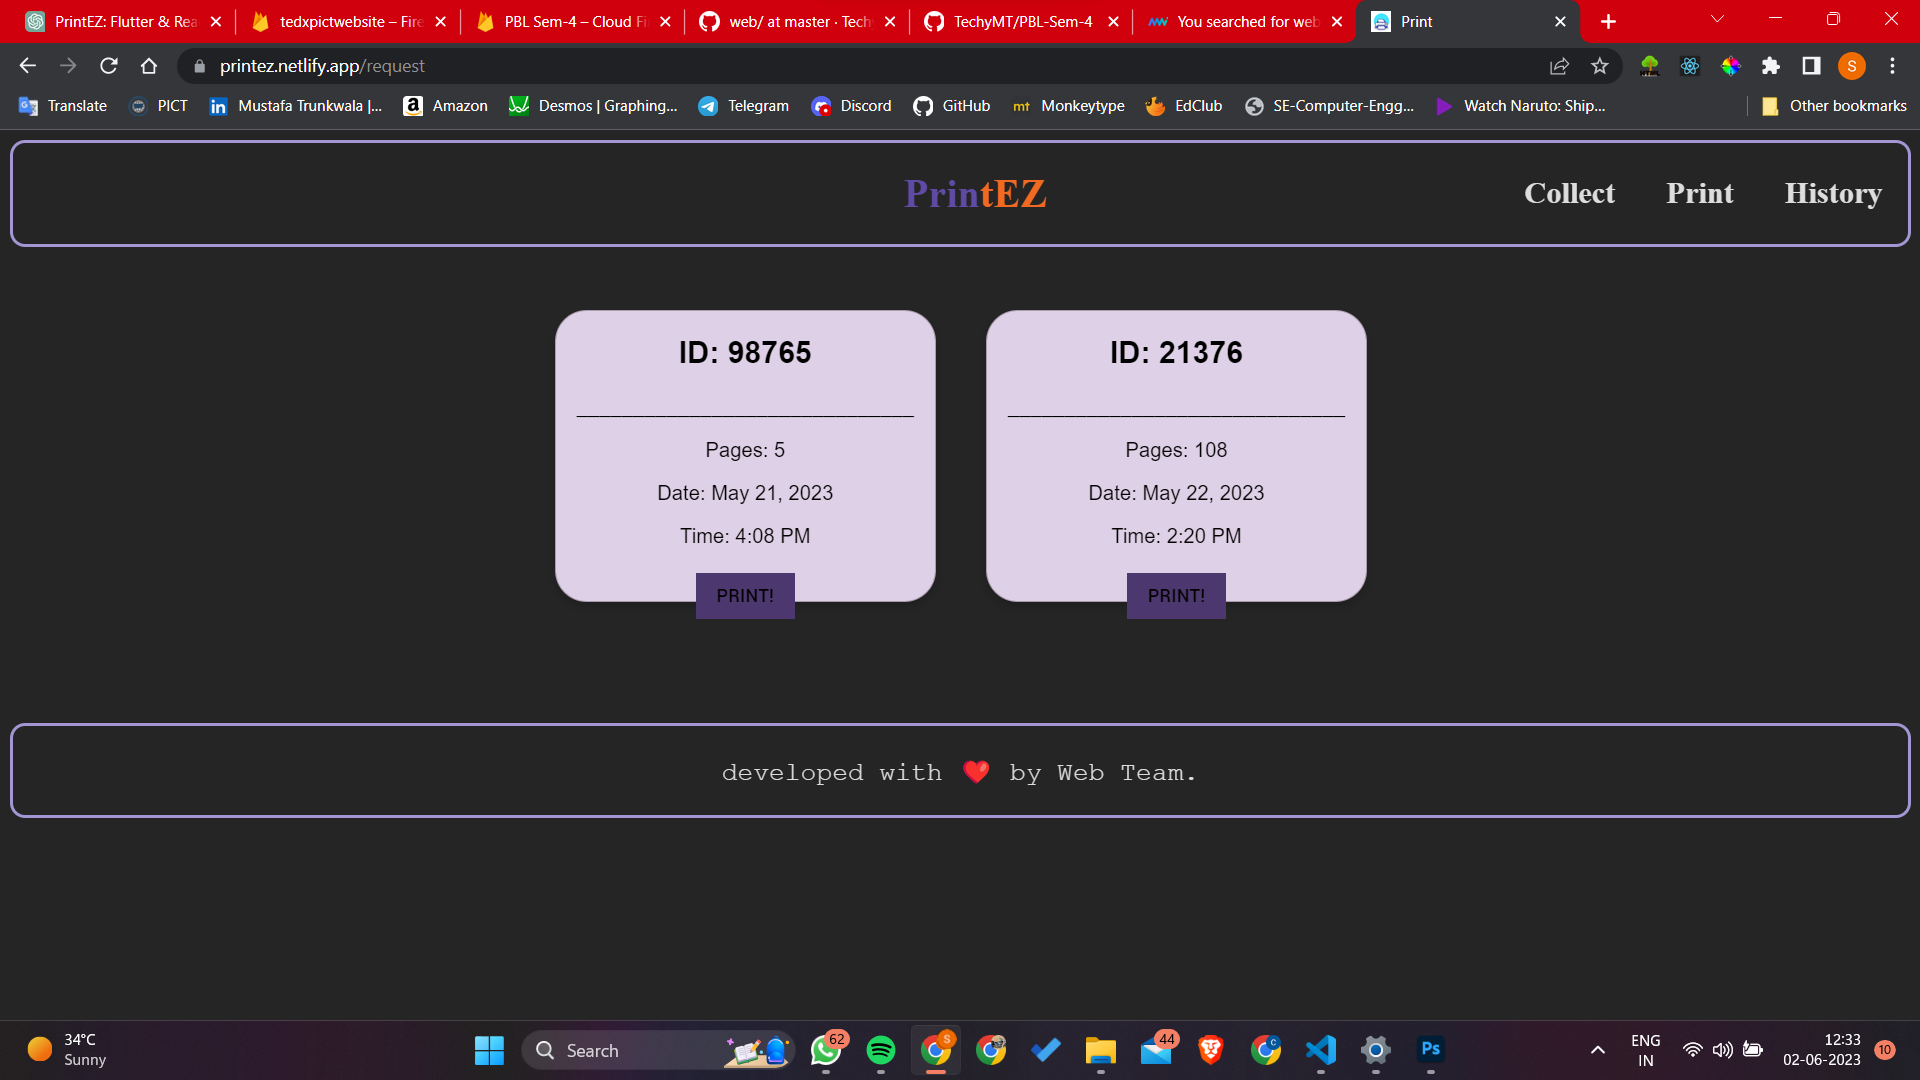 PrintEZ: Flutter & Rea
tedxpictwebsite – Fire
PBL Sem-4 – Cloud Fi
web/ at master · Tech
TechyMT/PBL-Sem-4
You searched for web
Print
printez.netlify.app/request
S
Translate
PICT
Mustafa Trunkwala |...
Amazon
Desmos | Graphing...
Telegram
Discord
GitHub
mt Monkeytype
EdClub
SE-Computer-Engg...
Watch Naruto: Ship...
Other bookmarks
PrintEZ
Collect
Print
History
ID: 98765
______________________________
Pages: 5
Date: May 21, 2023
Time: 4:08 PM
PRINT!
ID: 21376
______________________________
Pages: 108
Date: May 22, 2023
Time: 2:20 PM
PRINT!
developed with ❤️ by Web Team.
34°C
Sunny
Search
62
S
44
C
Ps
ENG
IN
12:33
02-06-2023
10